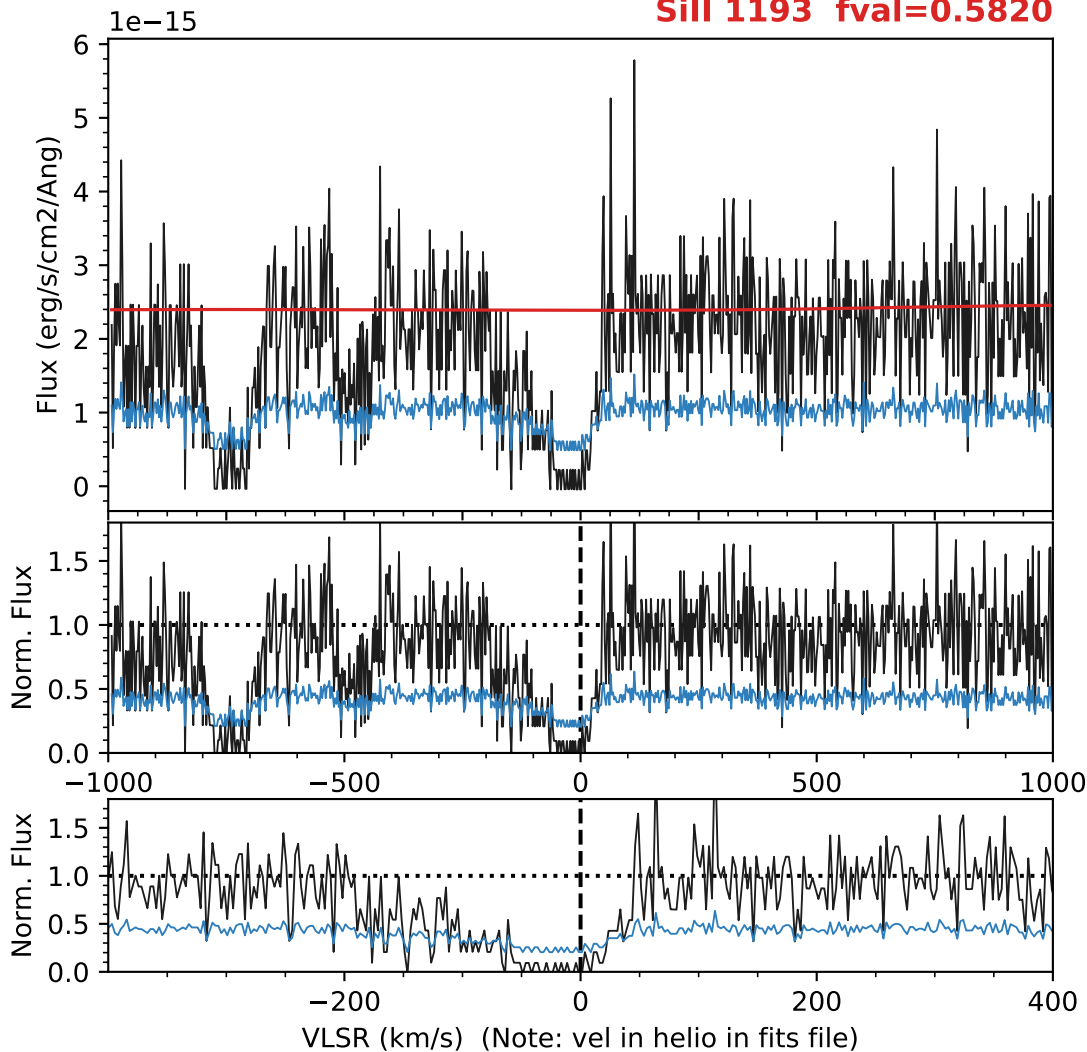 SiII 1193 fval=0.5820
1e−15
6
5
4
3
2
1
0
Flux (erg/s/cm2/Ang)
1.5
1.0
0.5
0.0
Norm. Flux
−1000 −500 0 500 1000
1.5
1.0
0.5
0.0
Norm. Flux
−200 0 200 400
VLSR (km/s) (Note: vel in helio in fits file)